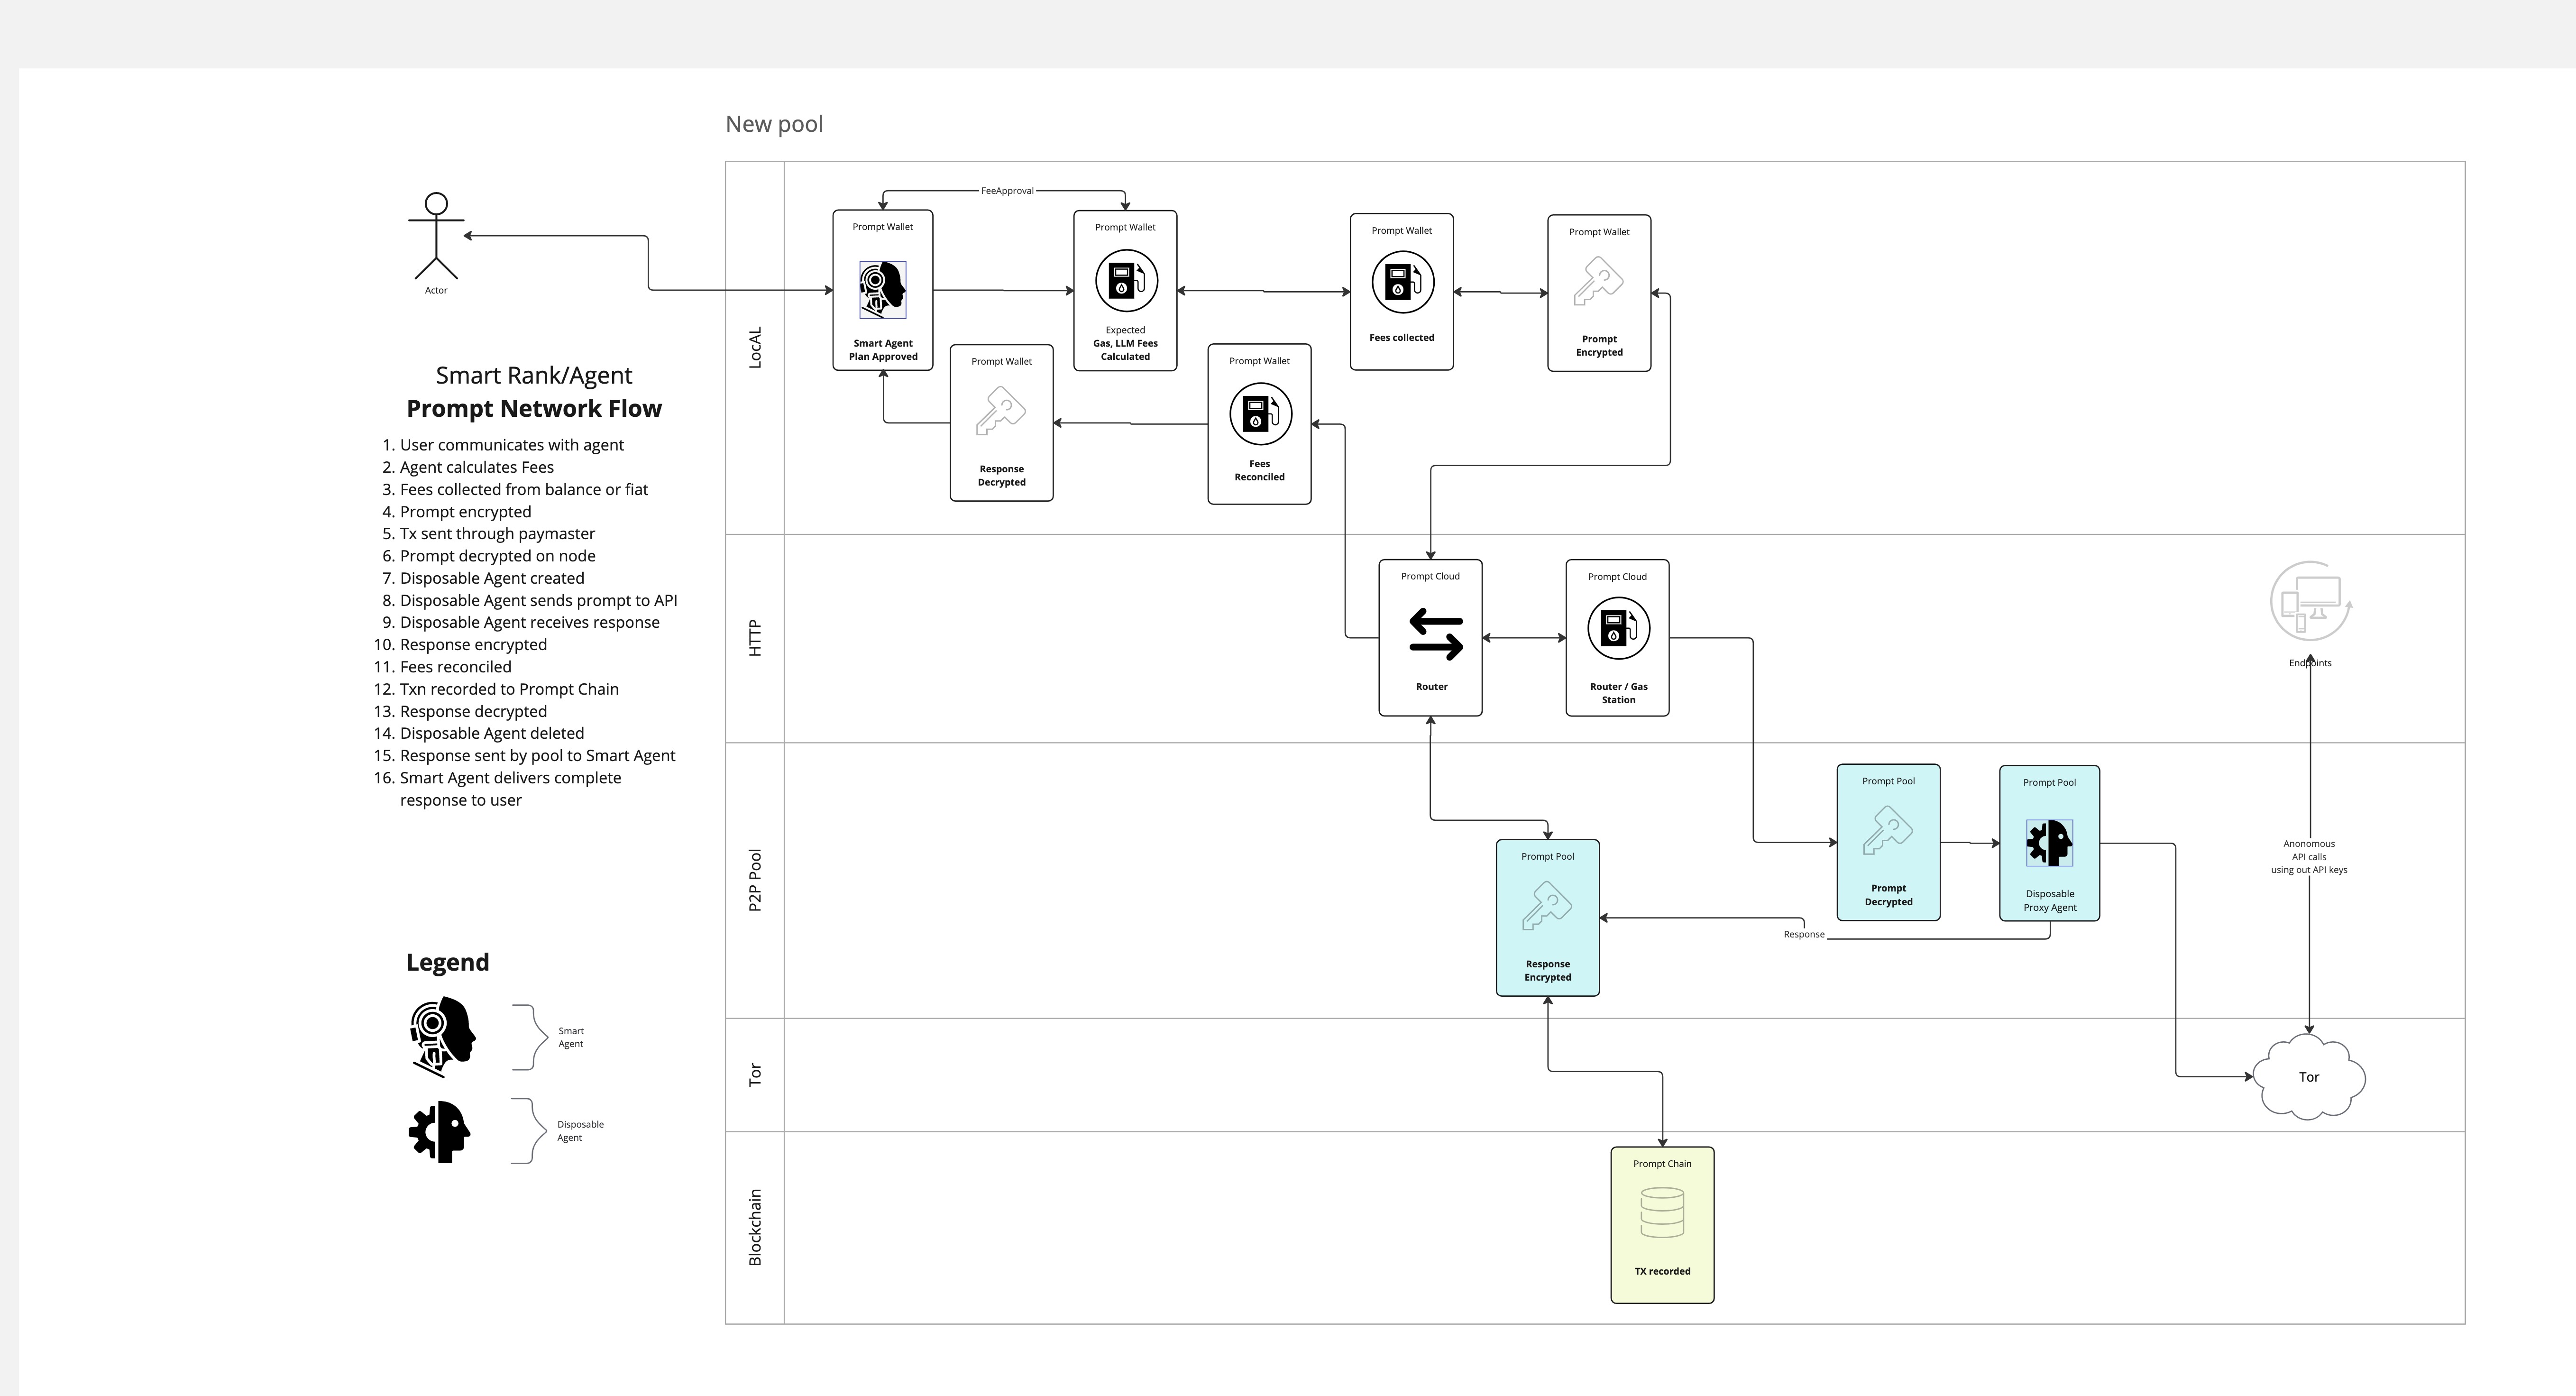 New pool
Actor
Smart Rank/Agent
Prompt Network Flow
1. User communicates with agent
2. Agent calculates Fees
3. Fees collected from balance or fiat
4. Prompt encrypted
5. Tx sent through paymaster
6. Prompt decrypted on node
7. Disposable Agent created
8. Disposable Agent sends prompt to API
9. Disposable Agent receives response
10. Response encrypted
11. Fees reconciled
12. Txn recorded to Prompt Chain
13. Response decrypted
14. Disposable Agent deleted
15. Response sent by pool to Smart Agent
16. Smart Agent delivers complete
response to user
Legend
Smart
Agent
Disposable
Agent
LocAL
FeeApproval
Prompt Wallet
Smart Agent
Plan Approved
Prompt Wallet
Expected
Gas, LLM Fees
Calculated
Prompt Wallet
Fees collected
Prompt Wallet
Prompt
Encrypted
Prompt Wallet
Response
Decrypted
Prompt Wallet
Fees
Reconciled
HTTP
Prompt Cloud
Router
Prompt Cloud
Router / Gas
Station
Endpoints
P2P Pool
Prompt Pool
Response
Encrypted
Response
Prompt Pool
Prompt
Decrypted
Prompt Pool
Disposable
Proxy Agent
Anonomous
API calls
using out API keys
Tor
Tor
Blockchain
Prompt Chain
TX recorded